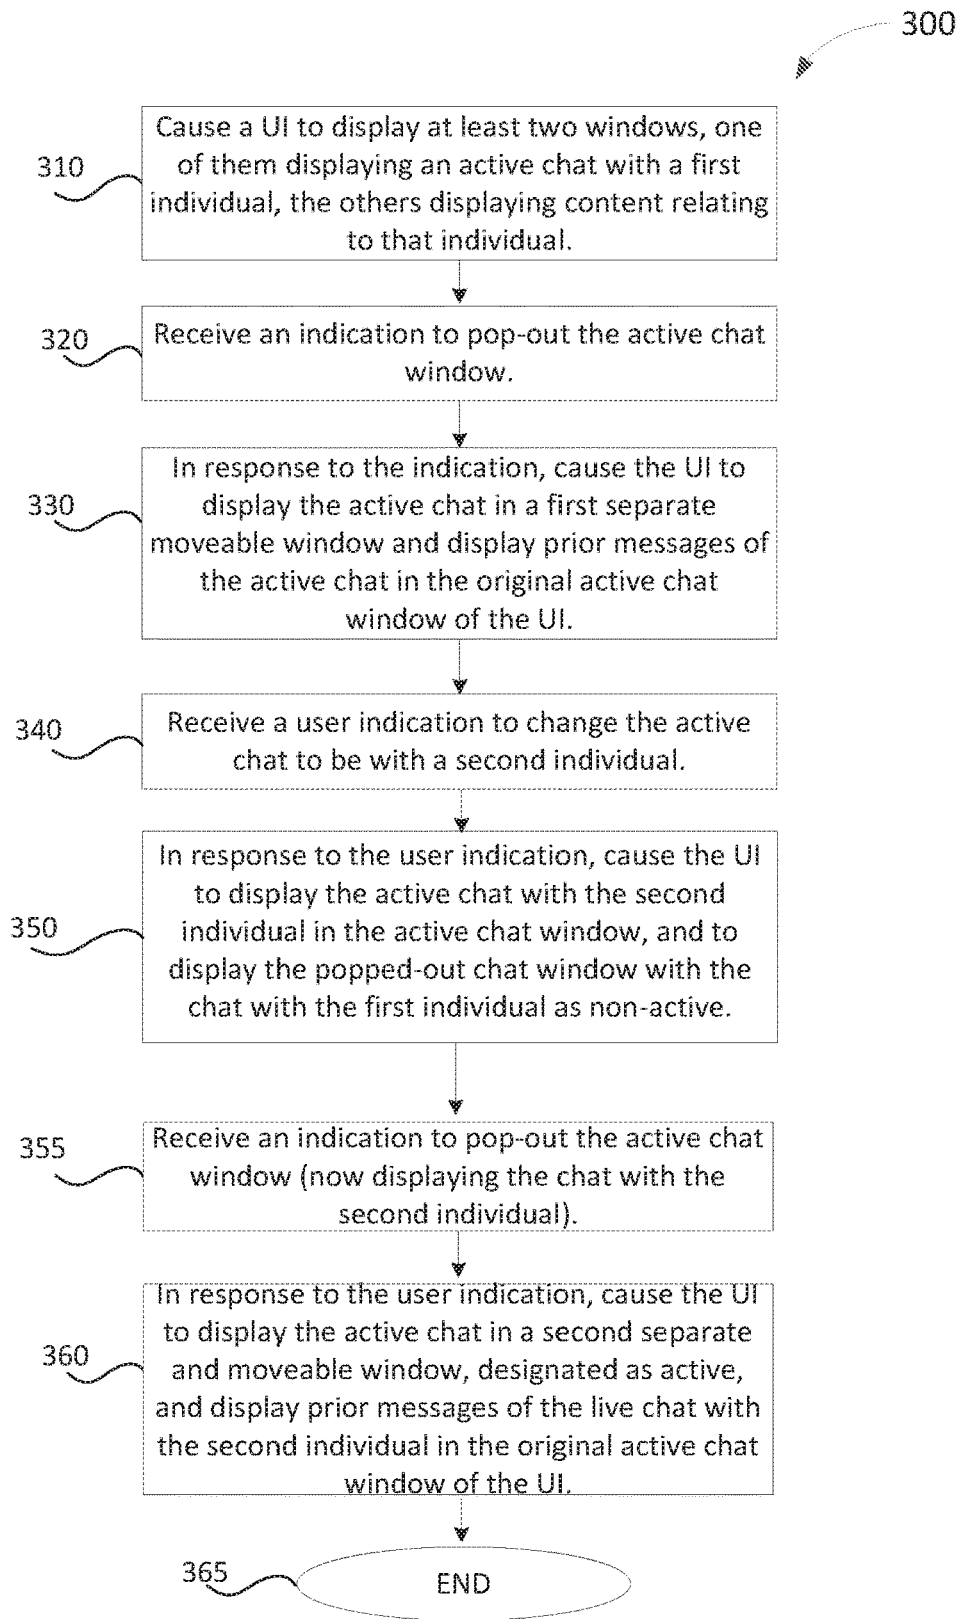 300
310
Cause a UI to display at least two windows, one
of them displaying an active chat with a first
individual, the others displaying content relating
to that individual.
320
Receive an indication to pop-out the active chat
window.
330
In response to the indication, cause the UI to
display the active chat in a first separate
moveable window and display prior messages of
the active chat in the original active chat
window of the UI.
340
Receive a user indication to change the active
chat to be with a second individual.
350
In response to the user indication, cause the UI
to display the active chat with the second
individual in the active chat window, and to
display the popped-out chat window with the
chat with the first individual as non-active.
355
Receive an indication to pop-out the active chat
window (now displaying the chat with the
second individual).
360
In response to the user indication, cause the UI
to display the active chat in a second separate
and moveable window, designated as active,
and display prior messages of the live chat with
the second individual in the original active chat
window of the UI.
365
END